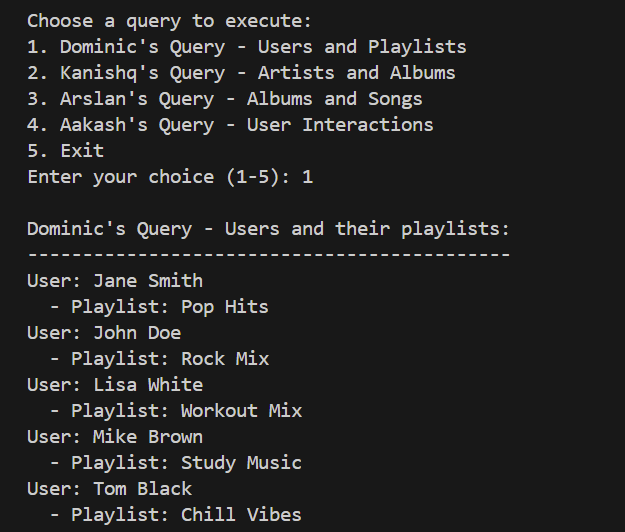 Choose a query to execute:
1. Dominic's Query - Users and Playlists
2. Kanishq's Query - Artists and Albums
3. Arslan's Query - Albums and Songs
4. Aakash's Query - User Interactions
5. Exit
Enter your choice (1-5): 1

Dominic's Query - Users and their playlists:
--------------------------------------------
User: Jane Smith
  - Playlist: Pop Hits
User: John Doe
  - Playlist: Rock Mix
User: Lisa White
  - Playlist: Workout Mix
User: Mike Brown
  - Playlist: Study Music
User: Tom Black
  - Playlist: Chill Vibes